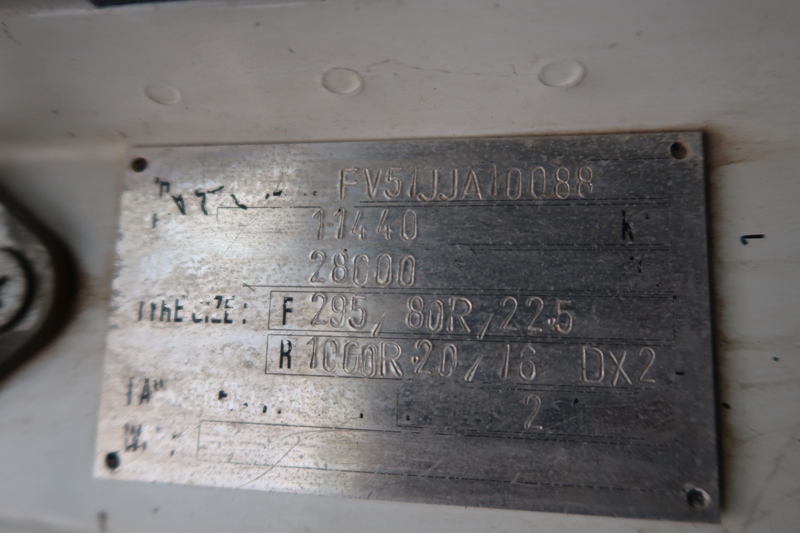 FV51JJA10088
11440 K
28000
TYRE SIZE: F 295/80R/22.5
R 1000R.20/16 DX2
2